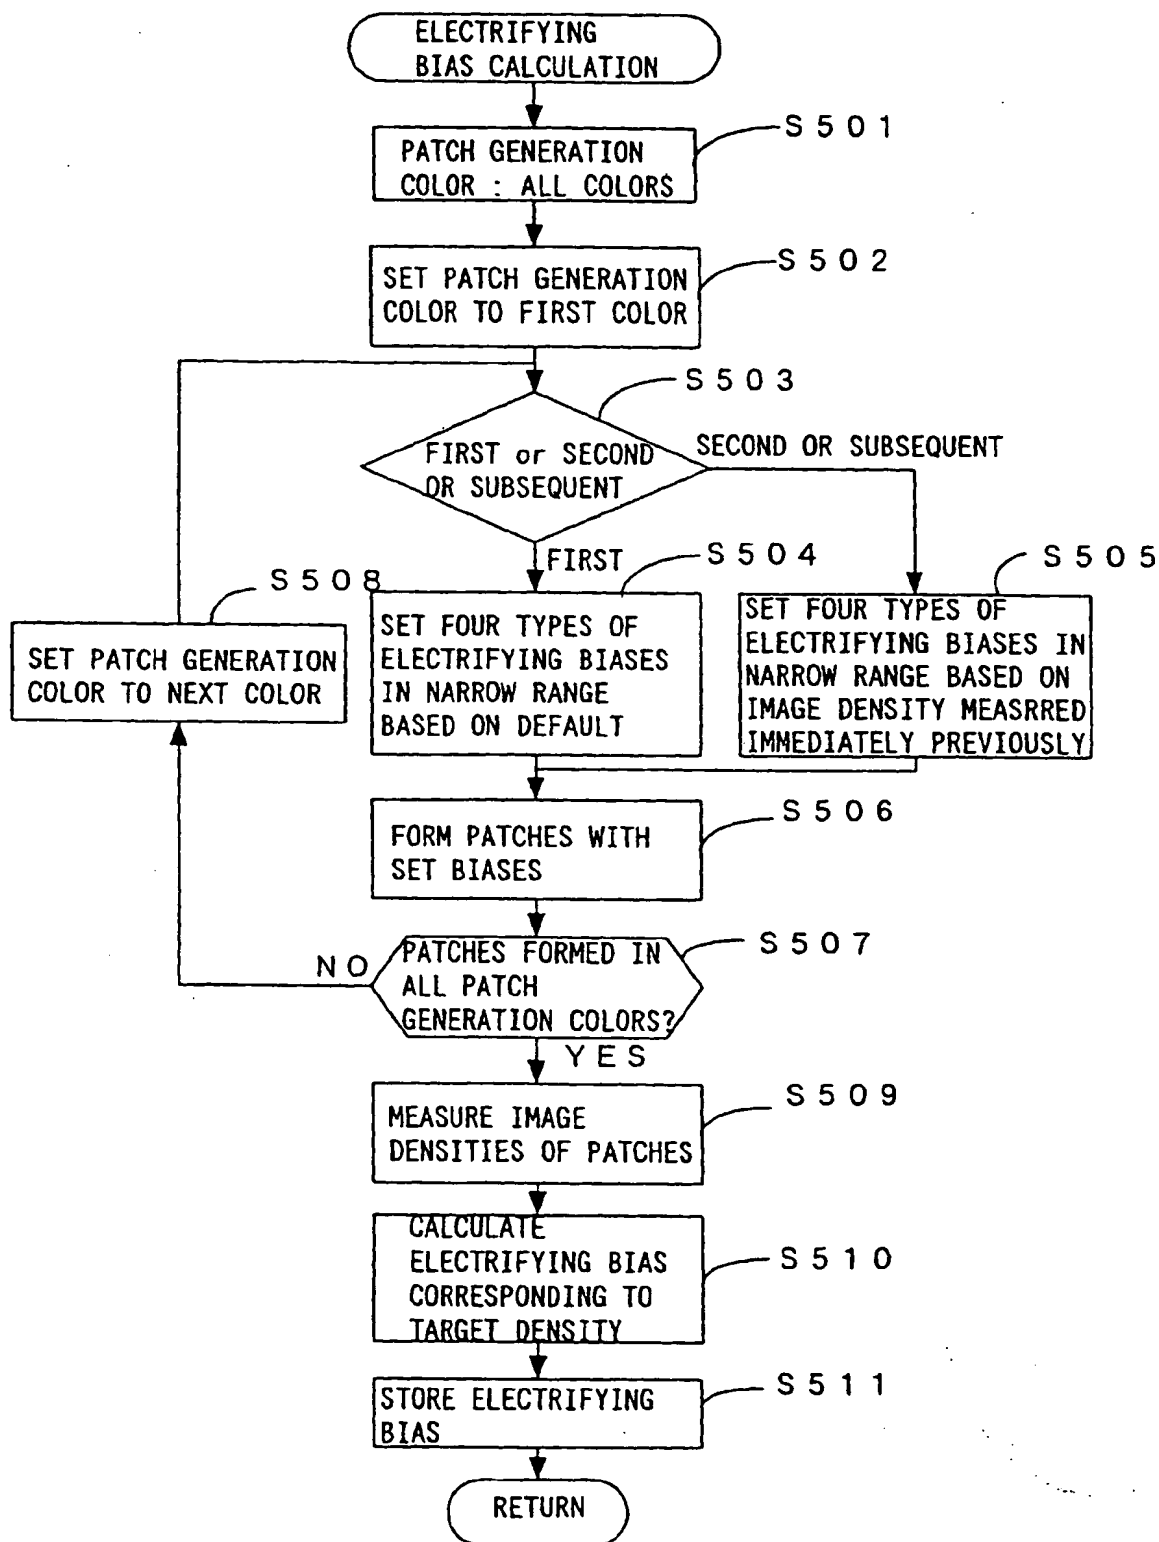 ELECTRIFYING
BIAS CALCULATION
S501
PATCH GENERATION
COLOR : ALL COLORS
S502
SET PATCH GENERATION
COLOR TO FIRST COLOR
S503
FIRST or SECOND
OR SUBSEQUENT
SECOND OR SUBSEQUENT
FIRST
S504
SET FOUR TYPES OF
ELECTRIFYING BIASES
IN NARROW RANGE
BASED ON DEFAULT
S505
SET FOUR TYPES OF
ELECTRIFYING BIASES IN
NARROW RANGE BASED ON
IMAGE DENSITY MEASRRED
IMMEDIATELY PREVIOUSLY
S508
SET PATCH GENERATION
COLOR TO NEXT COLOR
S506
FORM PATCHES WITH
SET BIASES
S507
PATCHES FORMED IN
ALL PATCH
GENERATION COLORS?
NO
YES
S509
MEASURE IMAGE
DENSITIES OF PATCHES
S510
CALCULATE
ELECTRIFYING BIAS
CORRESPONDING TO
TARGET DENSITY
S511
STORE ELECTRIFYING
BIAS
RETURN